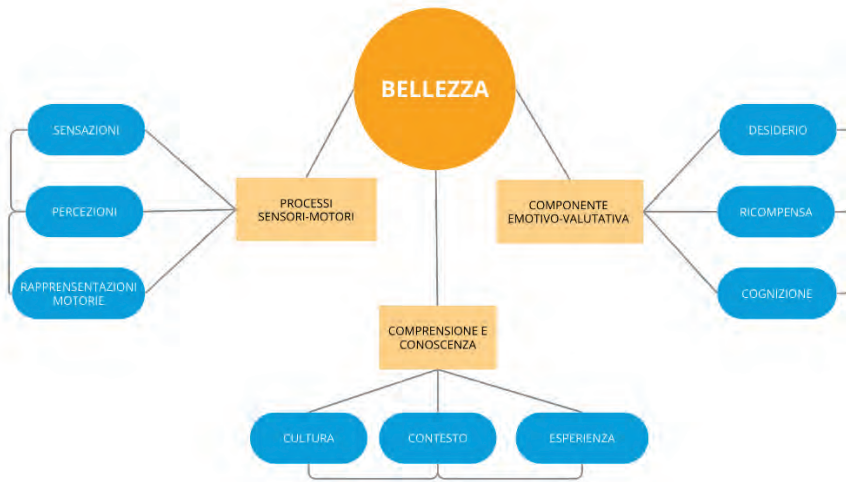 BELLEZZA
SENSAZIONI
PERCEZIONI
RAPPRENSENTAZIONI
MOTORIE
PROCESSI
SENSORI-MOTORI
COMPONENTE
EMOTIVO-VALUTATIVA
DESIDERIO
RICOMPENSA
COGNIZIONE
COMPRENSIONE E
CONOSCENZA
CULTURA
CONTESTO
ESPERIENZA